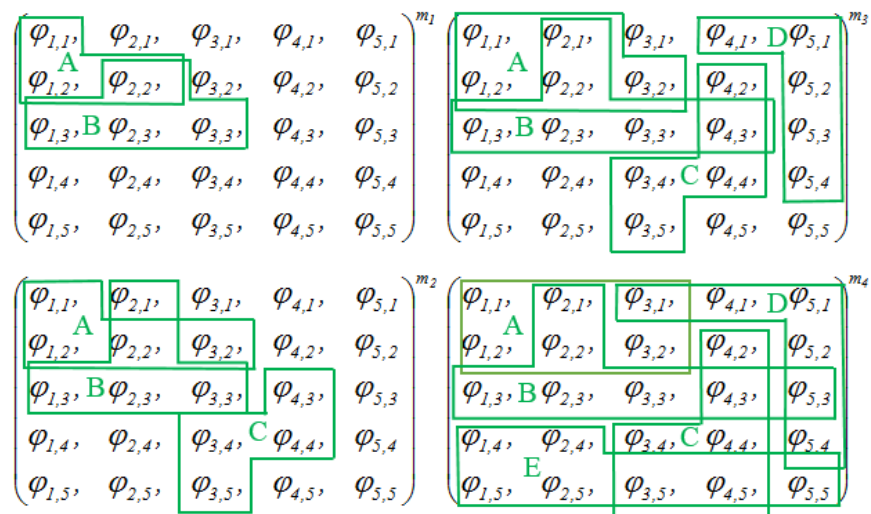 φ1,1, φ2,1, φ3,1, φ4,1, φ5,1 m1
A
φ1,2, φ2,2, φ3,2, φ4,2, φ5,2
φ1,3, B φ2,3, φ3,3, φ4,3, φ5,3
φ1,4, φ2,4, φ3,4, φ4,4, φ5,4
φ1,5, φ2,5, φ3,5, φ4,5, φ5,5
φ1,1, φ2,1, φ3,1, φ4,1, D φ5,1 m3
A
φ1,2, φ2,2, φ3,2, φ4,2, φ5,2
φ1,3, B φ2,3, φ3,3, φ4,3, φ5,3
φ1,4, φ2,4, φ3,4, C φ4,4, φ5,4
φ1,5, φ2,5, φ3,5, φ4,5, φ5,5
φ1,1, φ2,1, φ3,1, φ4,1, φ5,1 m2
A
φ1,2, φ2,2, φ3,2, φ4,2, φ5,2
φ1,3, B φ2,3, φ3,3, φ4,3, φ5,3
C
φ1,4, φ2,4, φ3,4, φ4,4, φ5,4
φ1,5, φ2,5, φ3,5, φ4,5, φ5,5
φ1,1, φ2,1, φ3,1, φ4,1, D φ5,1 m4
A
φ1,2, φ2,2, φ3,2, φ4,2, φ5,2
φ1,3, B φ2,3, φ3,3, φ4,3, φ5,3
φ1,4, φ2,4, φ3,4, C φ4,4, φ5,4
E
φ1,5, φ2,5, φ3,5, φ4,5, φ5,5